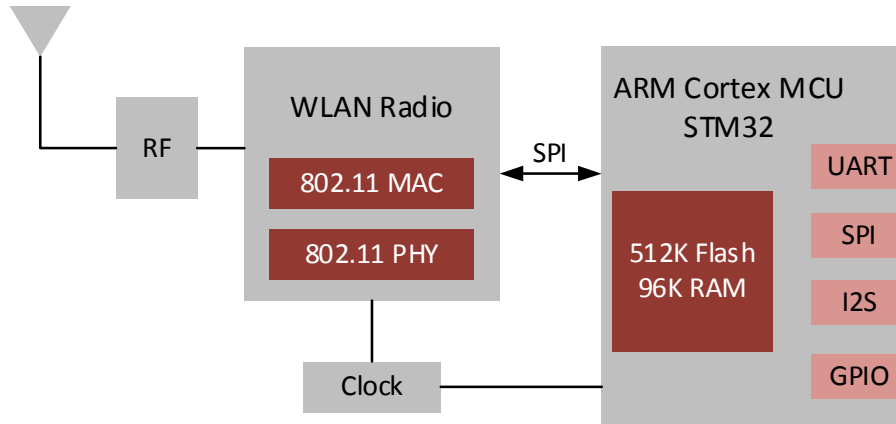 WLAN Radio
802.11 MAC
802.11 PHY
RF
SPI
Clock
ARM Cortex MCU
STM32
512K Flash
96K RAM
UART
SPI
I2S
GPIO